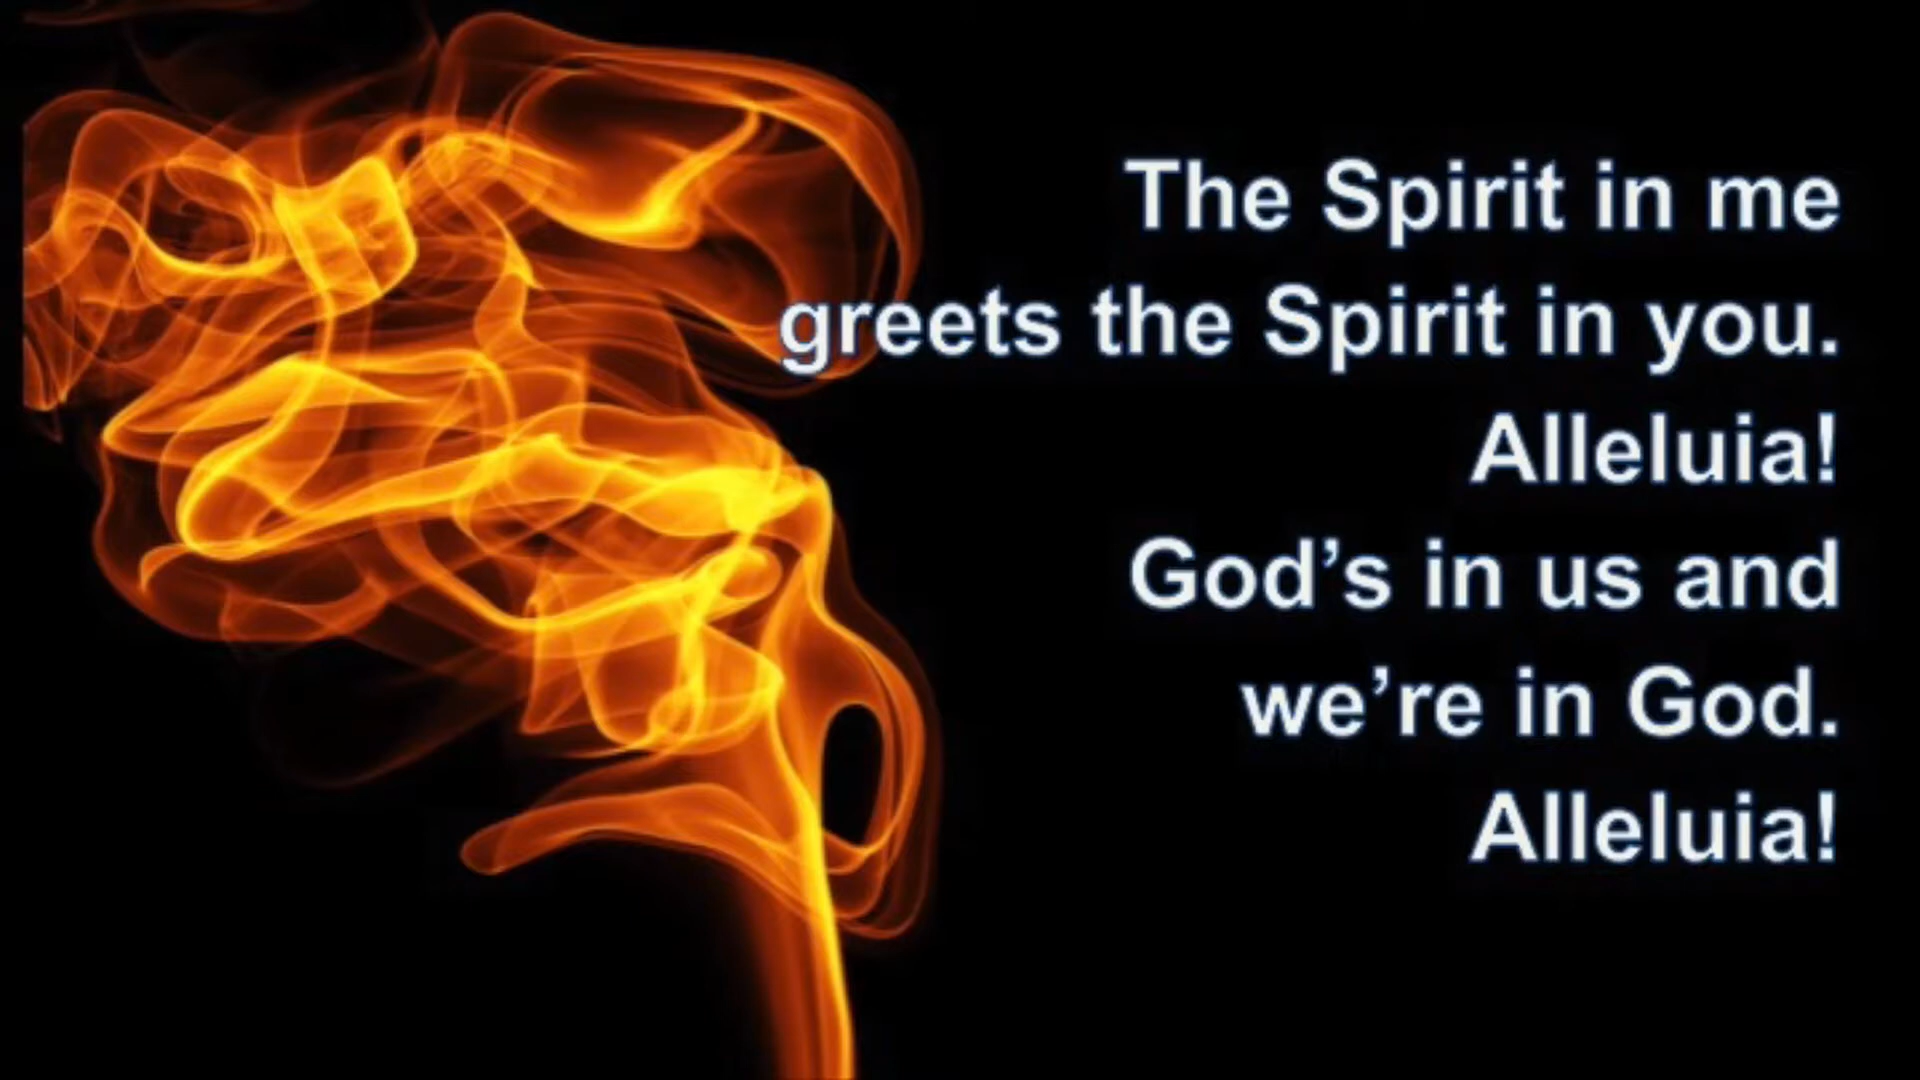 The Spirit in me
greets the Spirit in you.
Alleluia!
God’s in us and
we’re in God.
Alleluia!